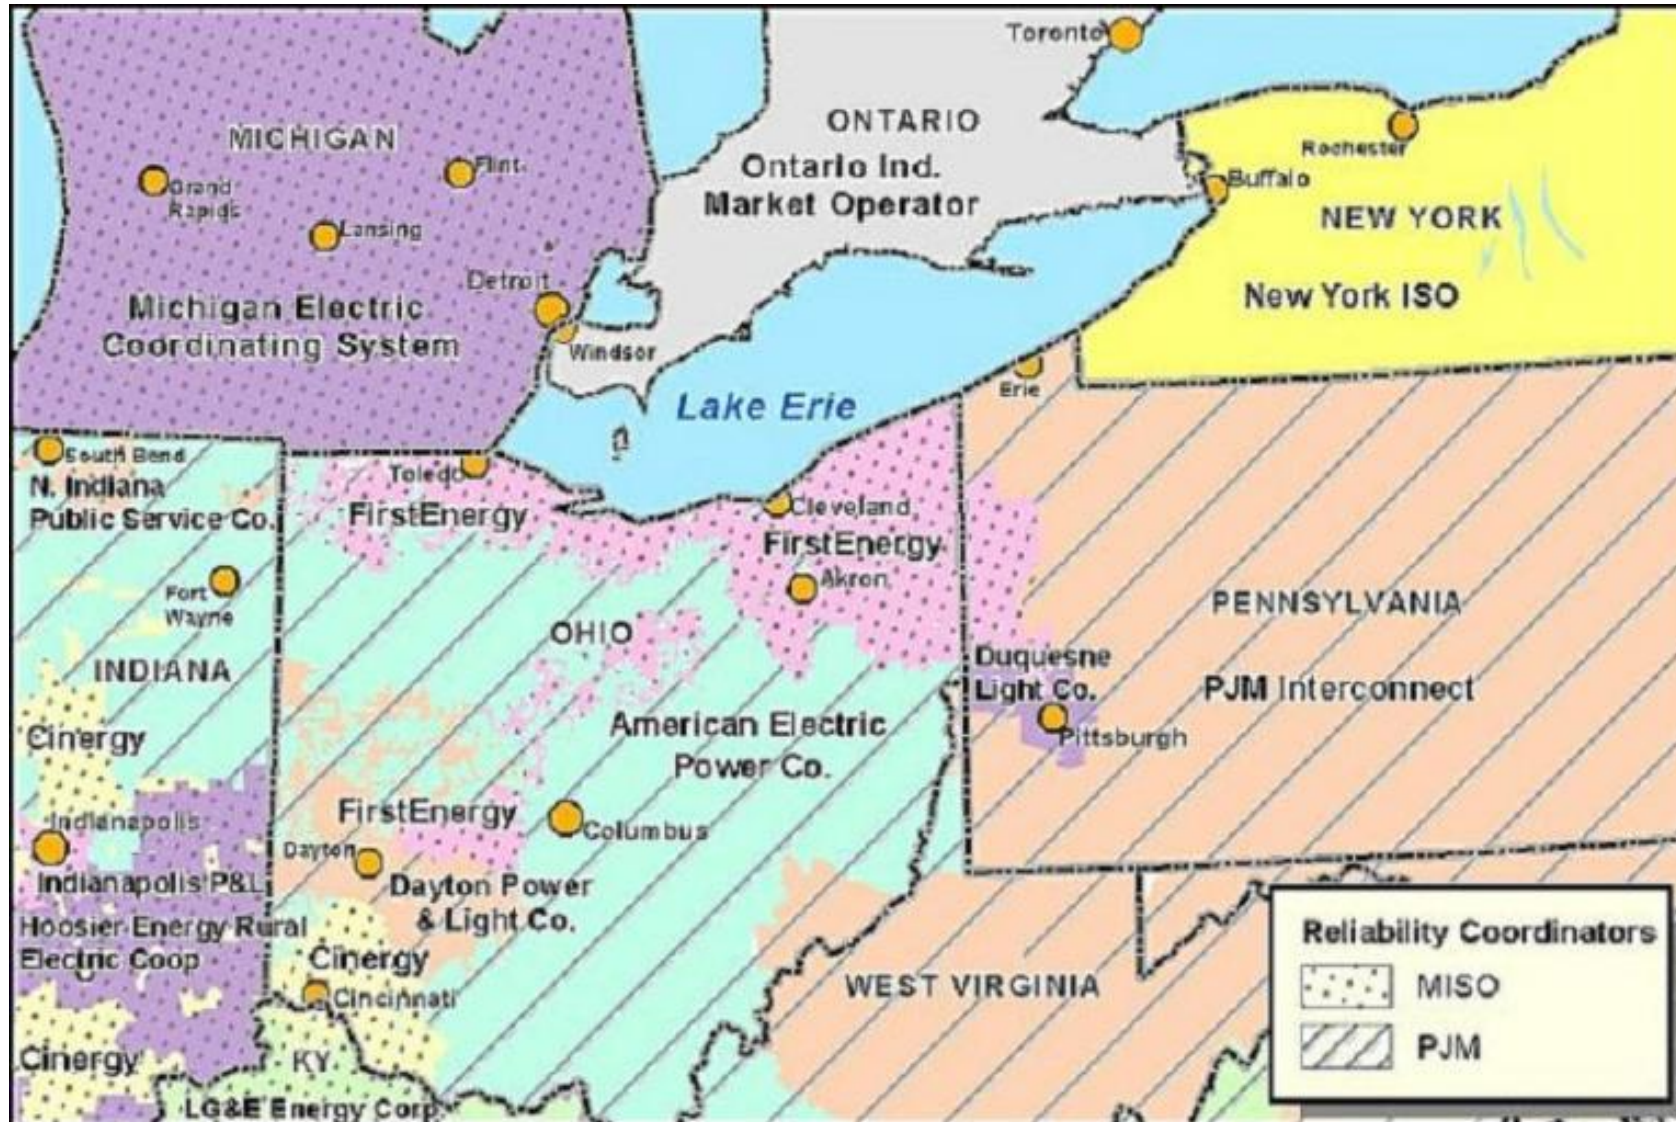 Toronto
ONTARIO
Ontario Ind.
Market Operator
MICHIGAN
Flint
Grand
Rapids
Lansing
Rochester
Buffalo
NEW YORK
New York ISO
Detroit
Michigan Electric
Coordinating System
Windsor
Lake Erie
Erie
South Bend
N. Indiana
Public Service Co.
Toledo
FirstEnergy
Cleveland
FirstEnergy
Akron
Fort
Wayne
INDIANA
OHIO
PENNSYLVANIA
PJM Interconnect
Duquesne
Light Co.
Pittsburgh
Cinergy
American Electric
Power Co.
FirstEnergy
Columbus
Indianapolis
Dayton
Indianapolis P&L
Dayton Power
& Light Co.
Hoosier Energy Rural
Electric Coop
Cinergy
Cincinnati
WEST VIRGINIA
Cinergy
KY
LG&E Energy Corp.
Reliability Coordinators
MISO
PJM